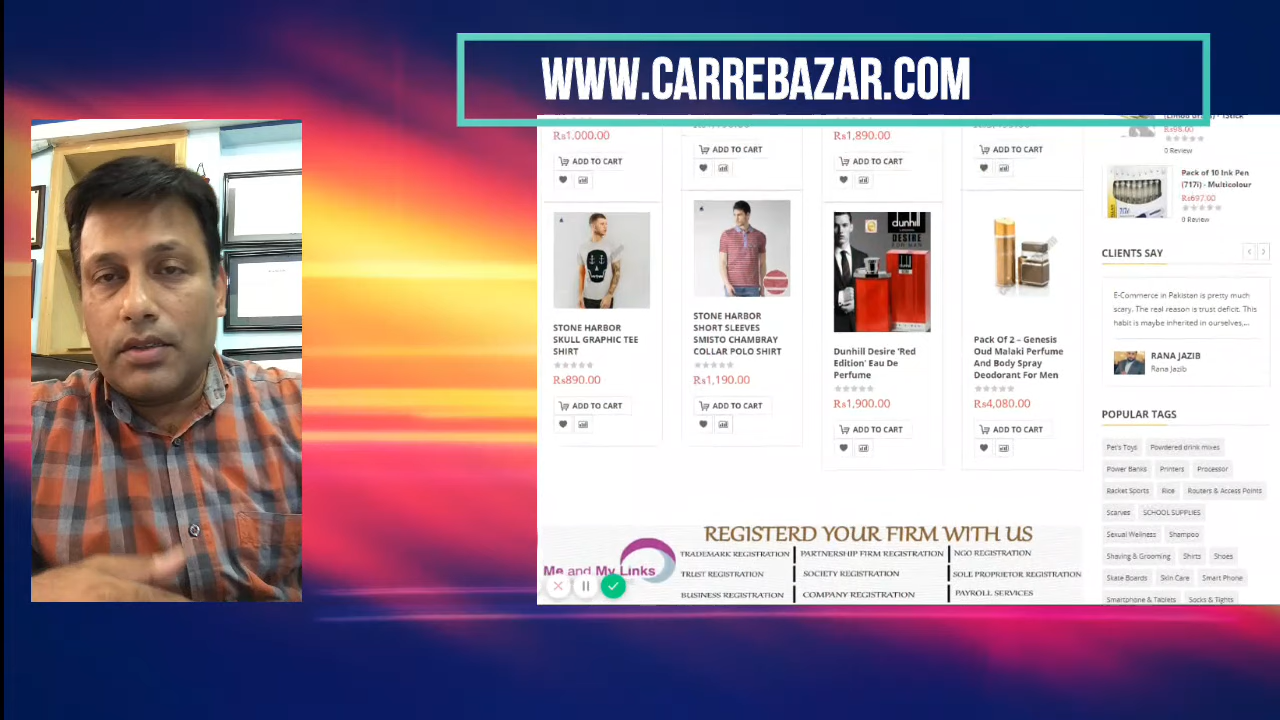 WWW.CARREBAZAR.COM
Rs1,000.00
ADD TO CART
ADD TO CART
Rs1,890.00
ADD TO CART
ADD TO CART
STONE HARBOR
SKULL GRAPHIC TEE
SHIRT
Rs890.00
ADD TO CART
STONE HARBOR
SHORT SLEEVES
SMISTO CHAMBRAY
COLLAR POLO SHIRT
Rs1,190.00
ADD TO CART
dunhill
LONDON
DESIRE
FOR MAN
Dunhill Desire 'Red
Edition' Eau De
Perfume
Rs1,900.00
ADD TO CART
Pack Of 2 – Genesis
Oud Malaki Perfume
And Body Spray
Deodorant For Men
Rs4,080.00
ADD TO CART
Rs98.00
0 Review
Pack of 10 Ink Pen
(717i) - Multicolour
Rs697.00
0 Review
CLIENTS SAY
E-Commerce in Pakistan is pretty much
scary. The real reason is trust deficit. This
habit is maybe inherited in ourselves,...
RANA JAZIB
Rana Jazib
POPULAR TAGS
Pet's Toys Powdered drink mixes
Power Banks Printers Processor
Racket Sports Rice Routers & Access Points
Scarves SCHOOL SUPPLIES
Sexual Wellness Shampoo
Shaving & Grooming Shirts Shoes
Skate Boards Skin Care Smart Phone
Smartphone & Tablets Socks & Tights
REGISTERD YOUR FIRM WITH US
Me and My Links
TRADEMARK REGISTRATION PARTNERSHIP FIRM REGISTRATION NGO REGISTRATION
TRUST REGISTRATION SOCIETY REGISTRATION SOLE PROPRIETOR REGISTRATION
BUSINESS REGISTRATION COMPANY REGISTRATION PAYROLL SERVICES